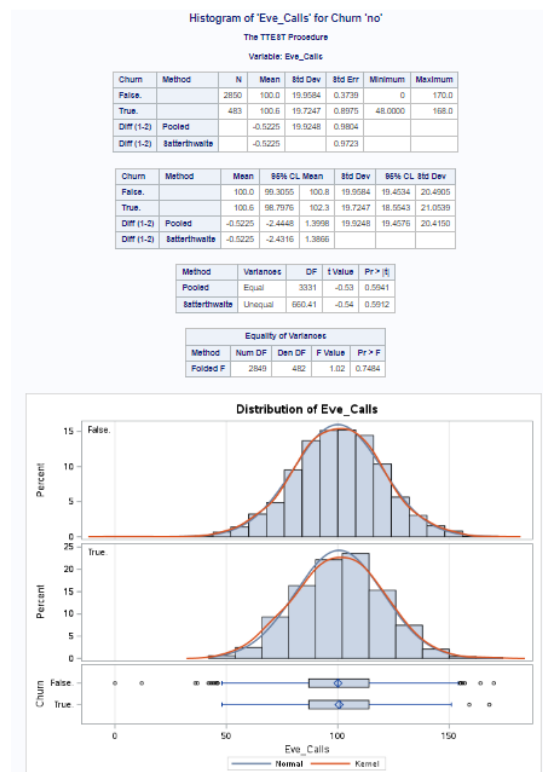 Histogram of 'Eve_Calls' for Churn 'no'
The TTEST Procedure
Variable: Eve_Calls
Churn Method N Mean Std Dev Std Err Minimum Maximum
False. 2850 100.0 19.9584 0.3739 0 170.0
True. 483 100.6 19.7247 0.8975 48.0000 168.0
Diff (1-2) Pooled -0.5225 19.9248 0.9804
Diff (1-2) Satterthwaite -0.5225 0.9723
Churn Method Mean 95% CL Mean Std Dev 95% CL Std Dev
False. 100.0 99.3055 100.8 19.9584 19.4534 20.4905
True. 100.6 98.7976 102.3 19.7247 18.5543 21.0539
Diff (1-2) Pooled -0.5225 -2.4448 1.3998 19.9248 19.4576 20.4150
Diff (1-2) Satterthwaite -0.5225 -2.4316 1.3866
Method Variances DF t Value Pr > |t|
Pooled Equal 3331 -0.53 0.5941
Satterthwaite Unequal 660.41 -0.54 0.5912
Equality of Variances
Method Num DF Den DF F Value Pr > F
Folded F 2849 482 1.02 0.7484
Distribution of Eve_Calls
False.
Percent
15
10
5
0
True.
Percent
25
20
15
10
5
0
Churn
False.
True.
0 50 100 150
Eve_Calls
Normal Kernel